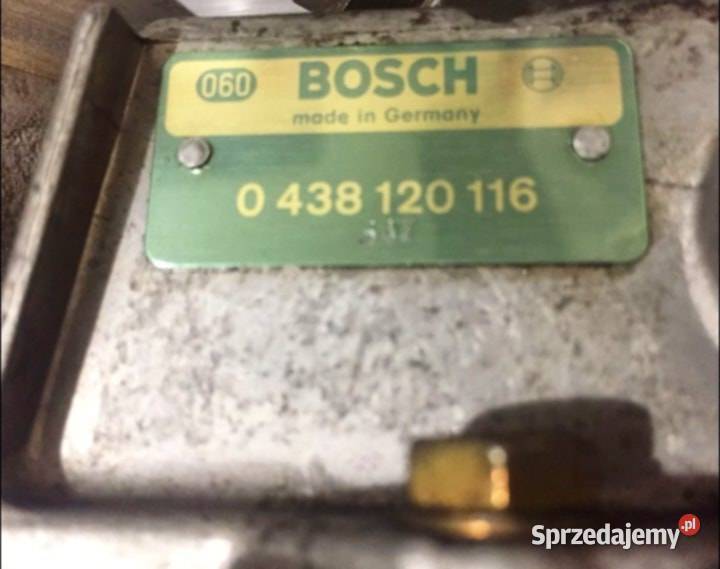 060 BOSCH
made in Germany
0 438 120 116
Sprzedajemy.pl